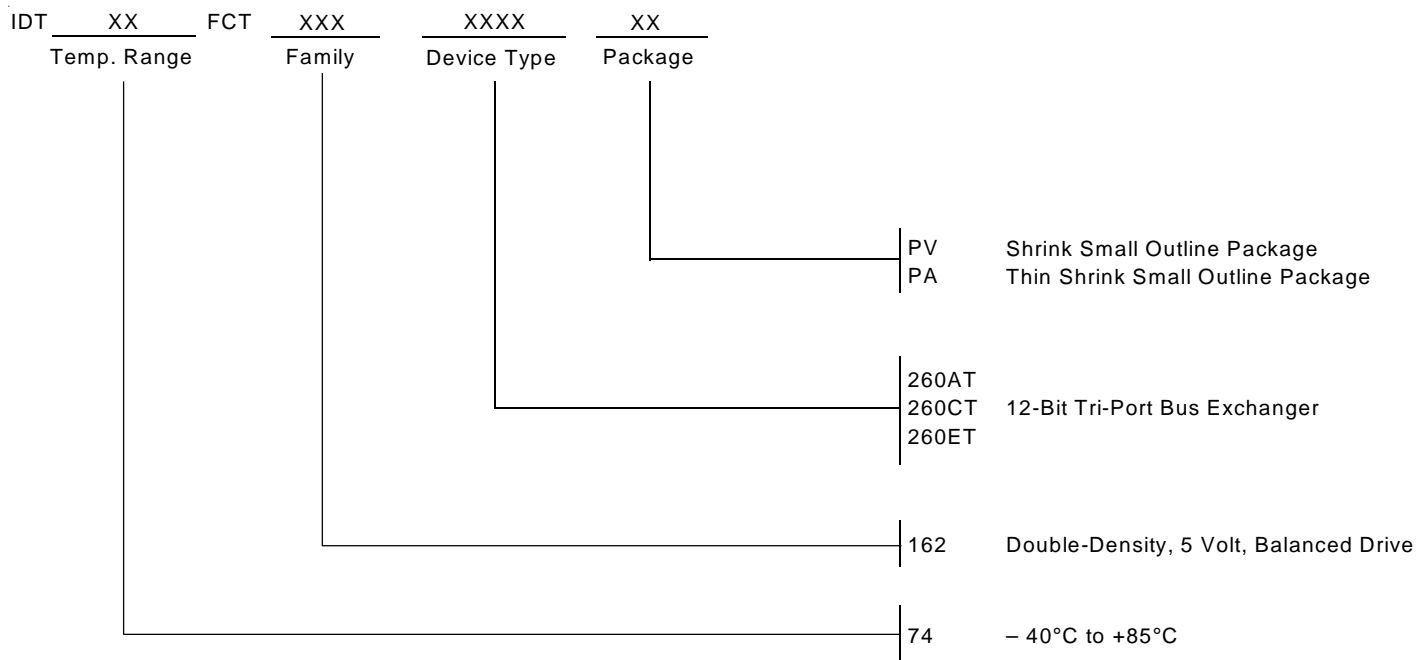 IDT XX FCT XXX XXXX XX
Temp. Range Family Device Type Package
PV Shrink Small Outline Package
PA Thin Shrink Small Outline Package
260AT
260CT 12-Bit Tri-Port Bus Exchanger
260ET
162 Double-Density, 5 Volt, Balanced Drive
74 – 40°C to +85°C